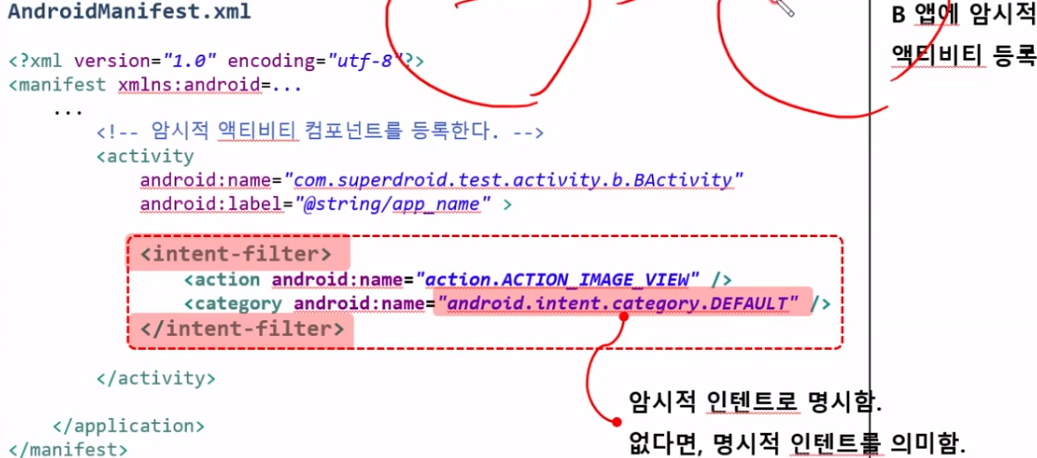 AndroidManifest.xml
B 앱에 암시적
액티비티 등록
<?xml version="1.0" encoding="utf-8"?>
<manifest xmlns:android=...
...
<!-- 암시적 액티비티 컴포넌트를 등록한다. -->
<activity
android:name="com.superdroid.test.activity.b.BActivity"
android:label="@string/app_name" >
<intent-filter>
<action android:name="action.ACTION_IMAGE_VIEW" />
<category android:name="android.intent.category.DEFAULT" />
</intent-filter>
</activity>
암시적 인텐트로 명시함.
없다면, 명시적 인텐트를 의미함.
</application>
</manifest>